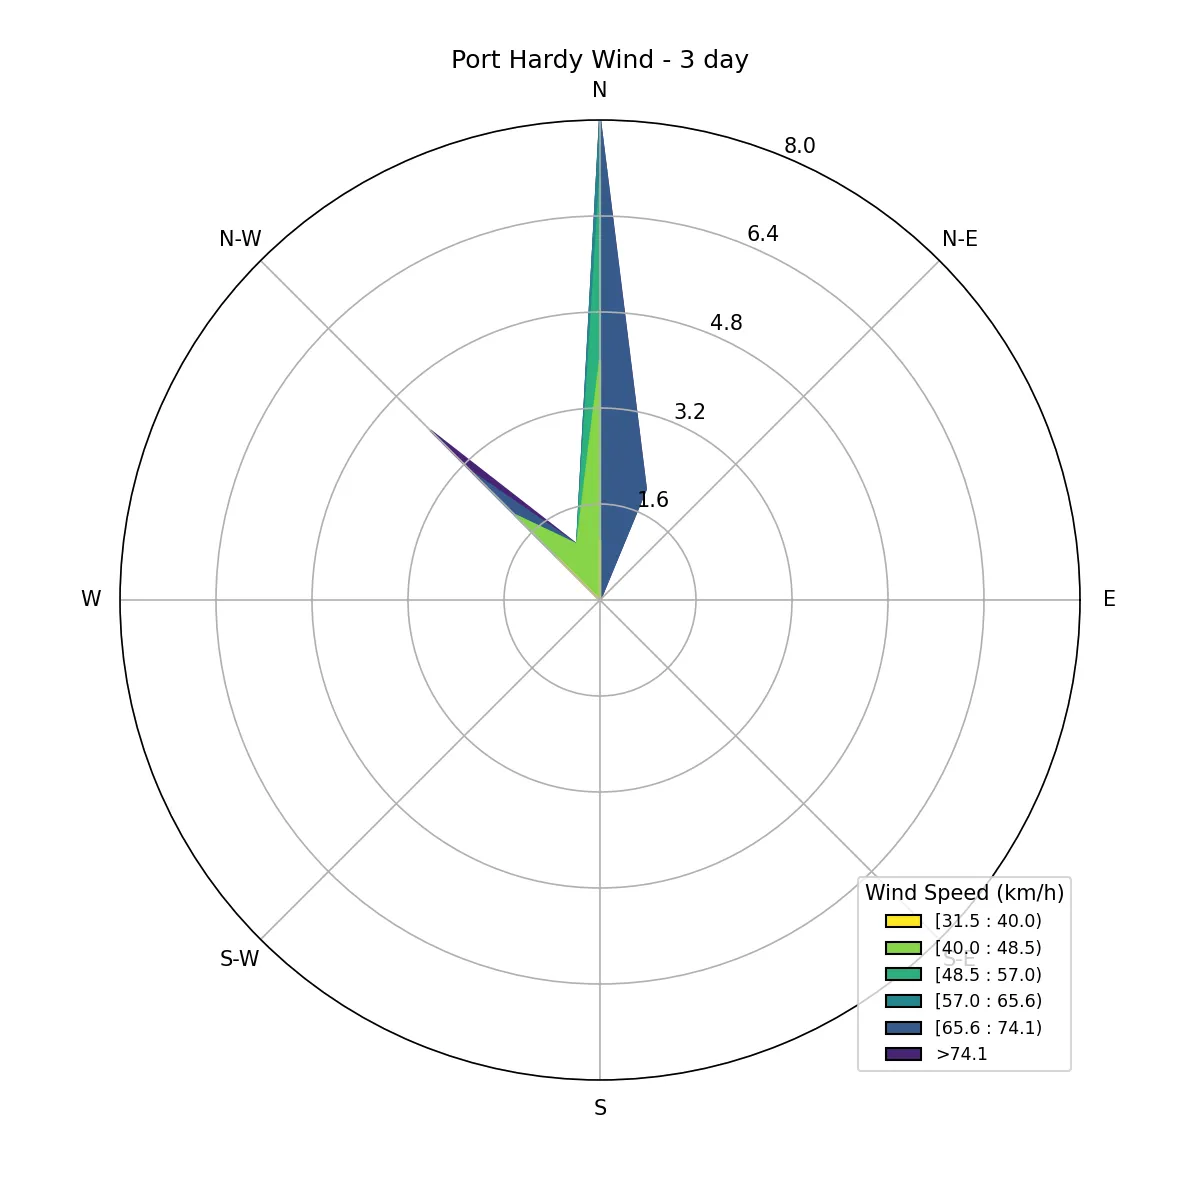 Port Hardy Wind - 3 day
N
8.0
N-W
6.4
N-E
4.8
3.2
1.6
W
E
Wind Speed (km/h)
[31.5 : 40.0)
[40.0 : 48.5)
S-W
S-E
[48.5 : 57.0)
[57.0 : 65.6)
[65.6 : 74.1)
>74.1
S